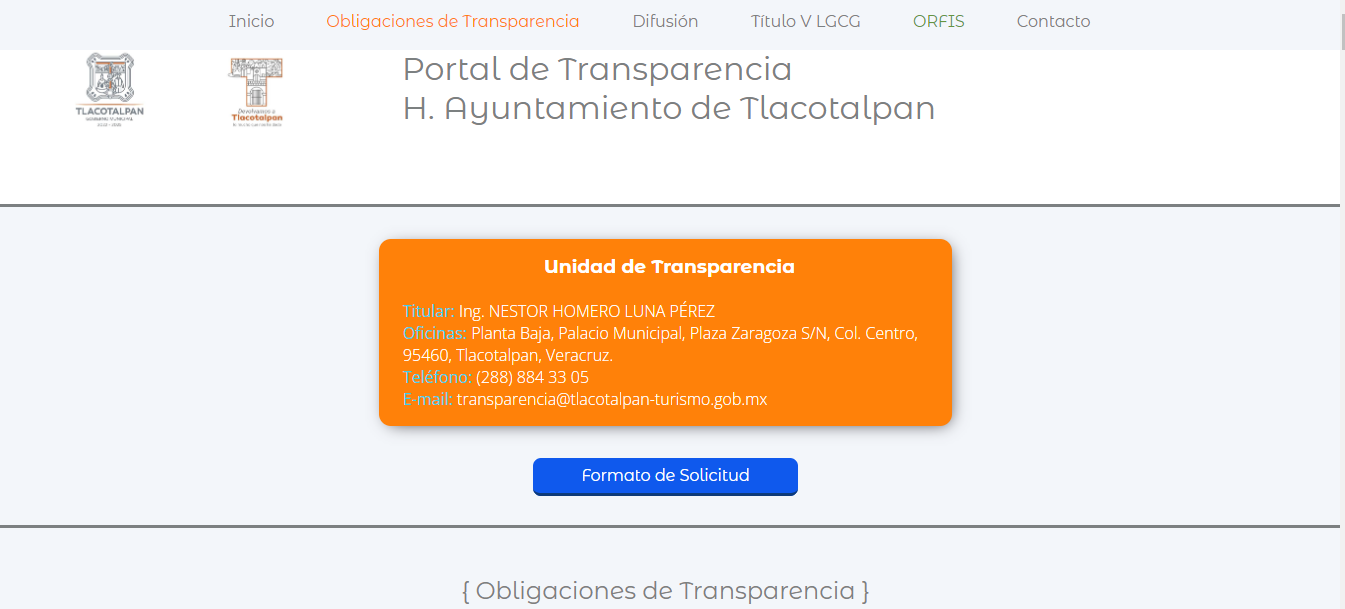 Inicio Obligaciones de Transparencia Difusión Título V LGCG ORFIS Contacto
Portal de Transparencia
H. Ayuntamiento de Tlacotalpan
TLACOTALPAN
Tlacotalpan
Unidad de Transparencia
Titular: Ing. NESTOR HOMERO LUNA PÉREZ
Oficinas: Planta Baja, Palacio Municipal, Plaza Zaragoza S/N, Col. Centro,
95460, Tlacotalpan, Veracruz.
Teléfono: (288) 884 33 05
E-mail: transparencia@tlacotalpan-turismo.gob.mx
Formato de Solicitud
{ Obligaciones de Transparencia }